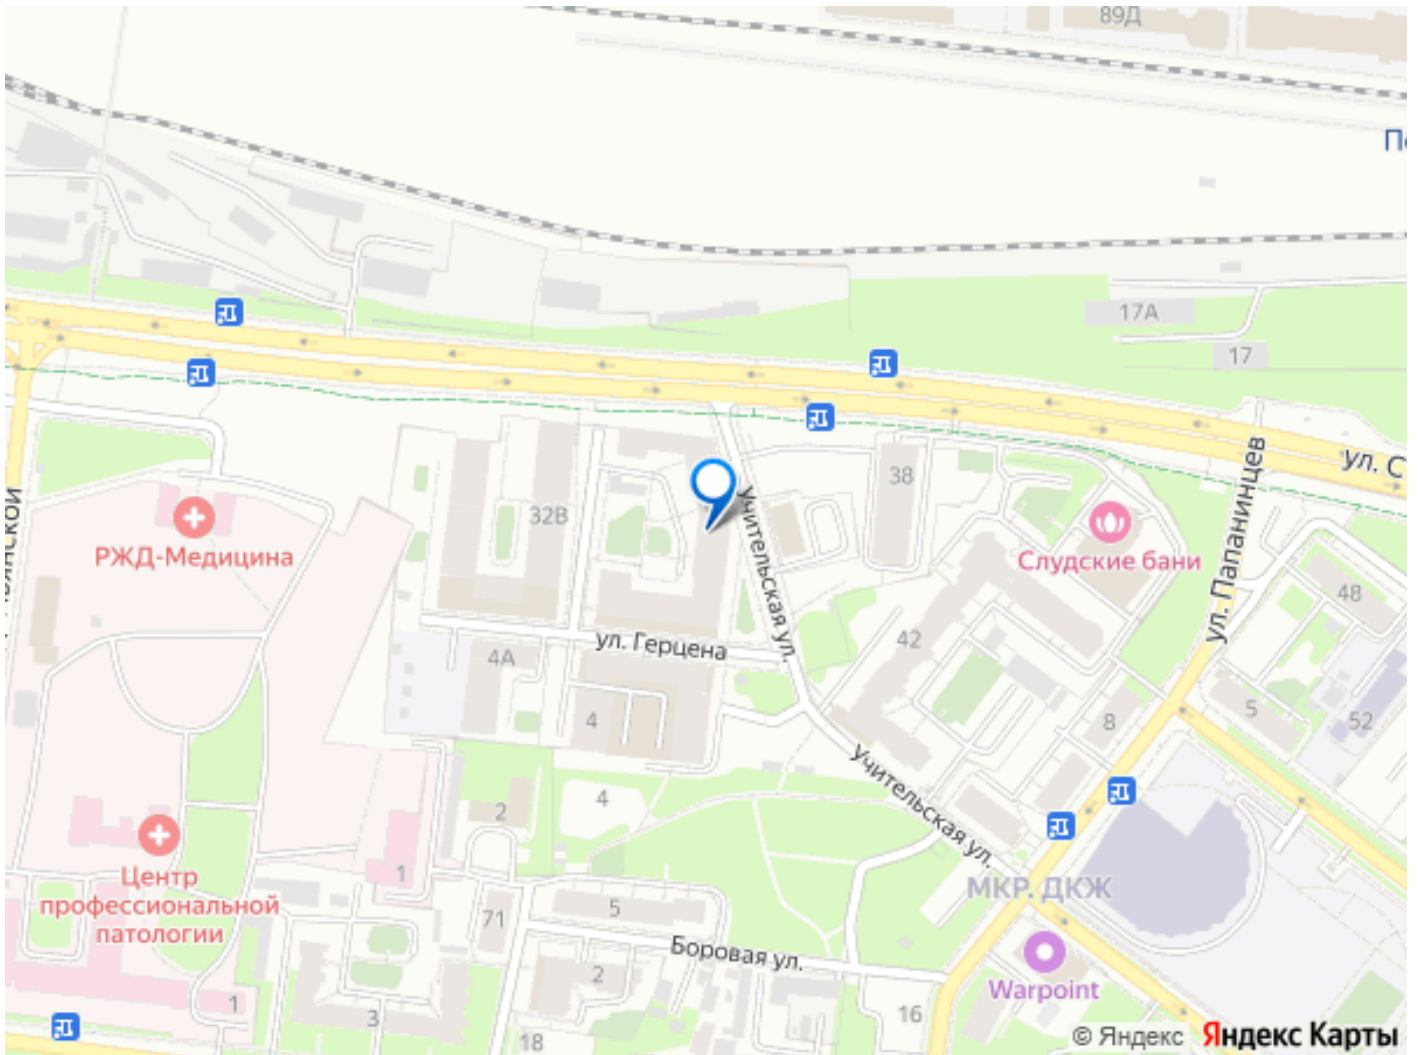 89Д
По
17А
17
ул. С
38
ул. Папанинцев
32В
Учительская ул.
РЖД-Медицина
Слудские бани
48
42
ул. Герцена
4А
5
52
8
4
Учительская ул.
4
2
1
Центр
профессиональной
патологии
МКР. ДКЖ
5
71
Боровая ул.
2
Warpoint
1
3
16
18
© Яндекс
Яндекс Карты